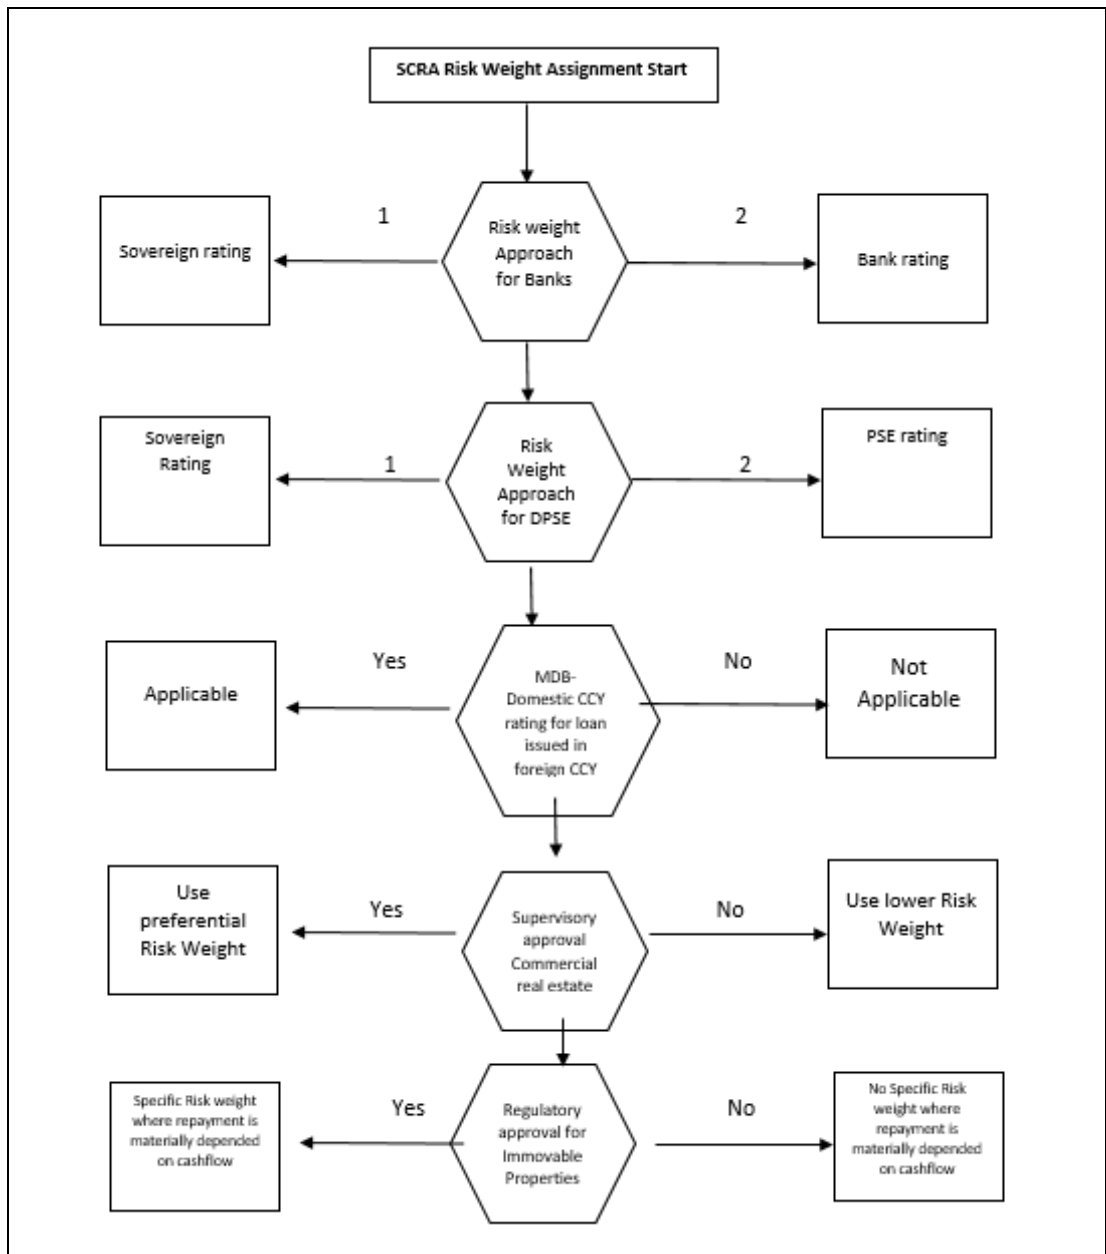 SCRA Risk Weight Assignment Start
1
2
Sovereign rating
Risk weight
Approach
for Banks
Bank rating
Sovereign
Rating
1
Risk
Weight
Approach
for DPSE
2
PSE rating
Applicable
Yes
MDB-
Domestic CCY
rating for loan
issued in
foreign CCY
No
Not
Applicable
Use
preferential
Risk Weight
Yes
Supervisory
approval
Commercial
real estate
No
Use lower Risk
Weight
Specific Risk weight
where repayment is
materially depended
on cashflow
Yes
Regulatory
approval for
Immovable
Properties
No
No Specific Risk
weight where
repayment is
materially depended
on cashflow